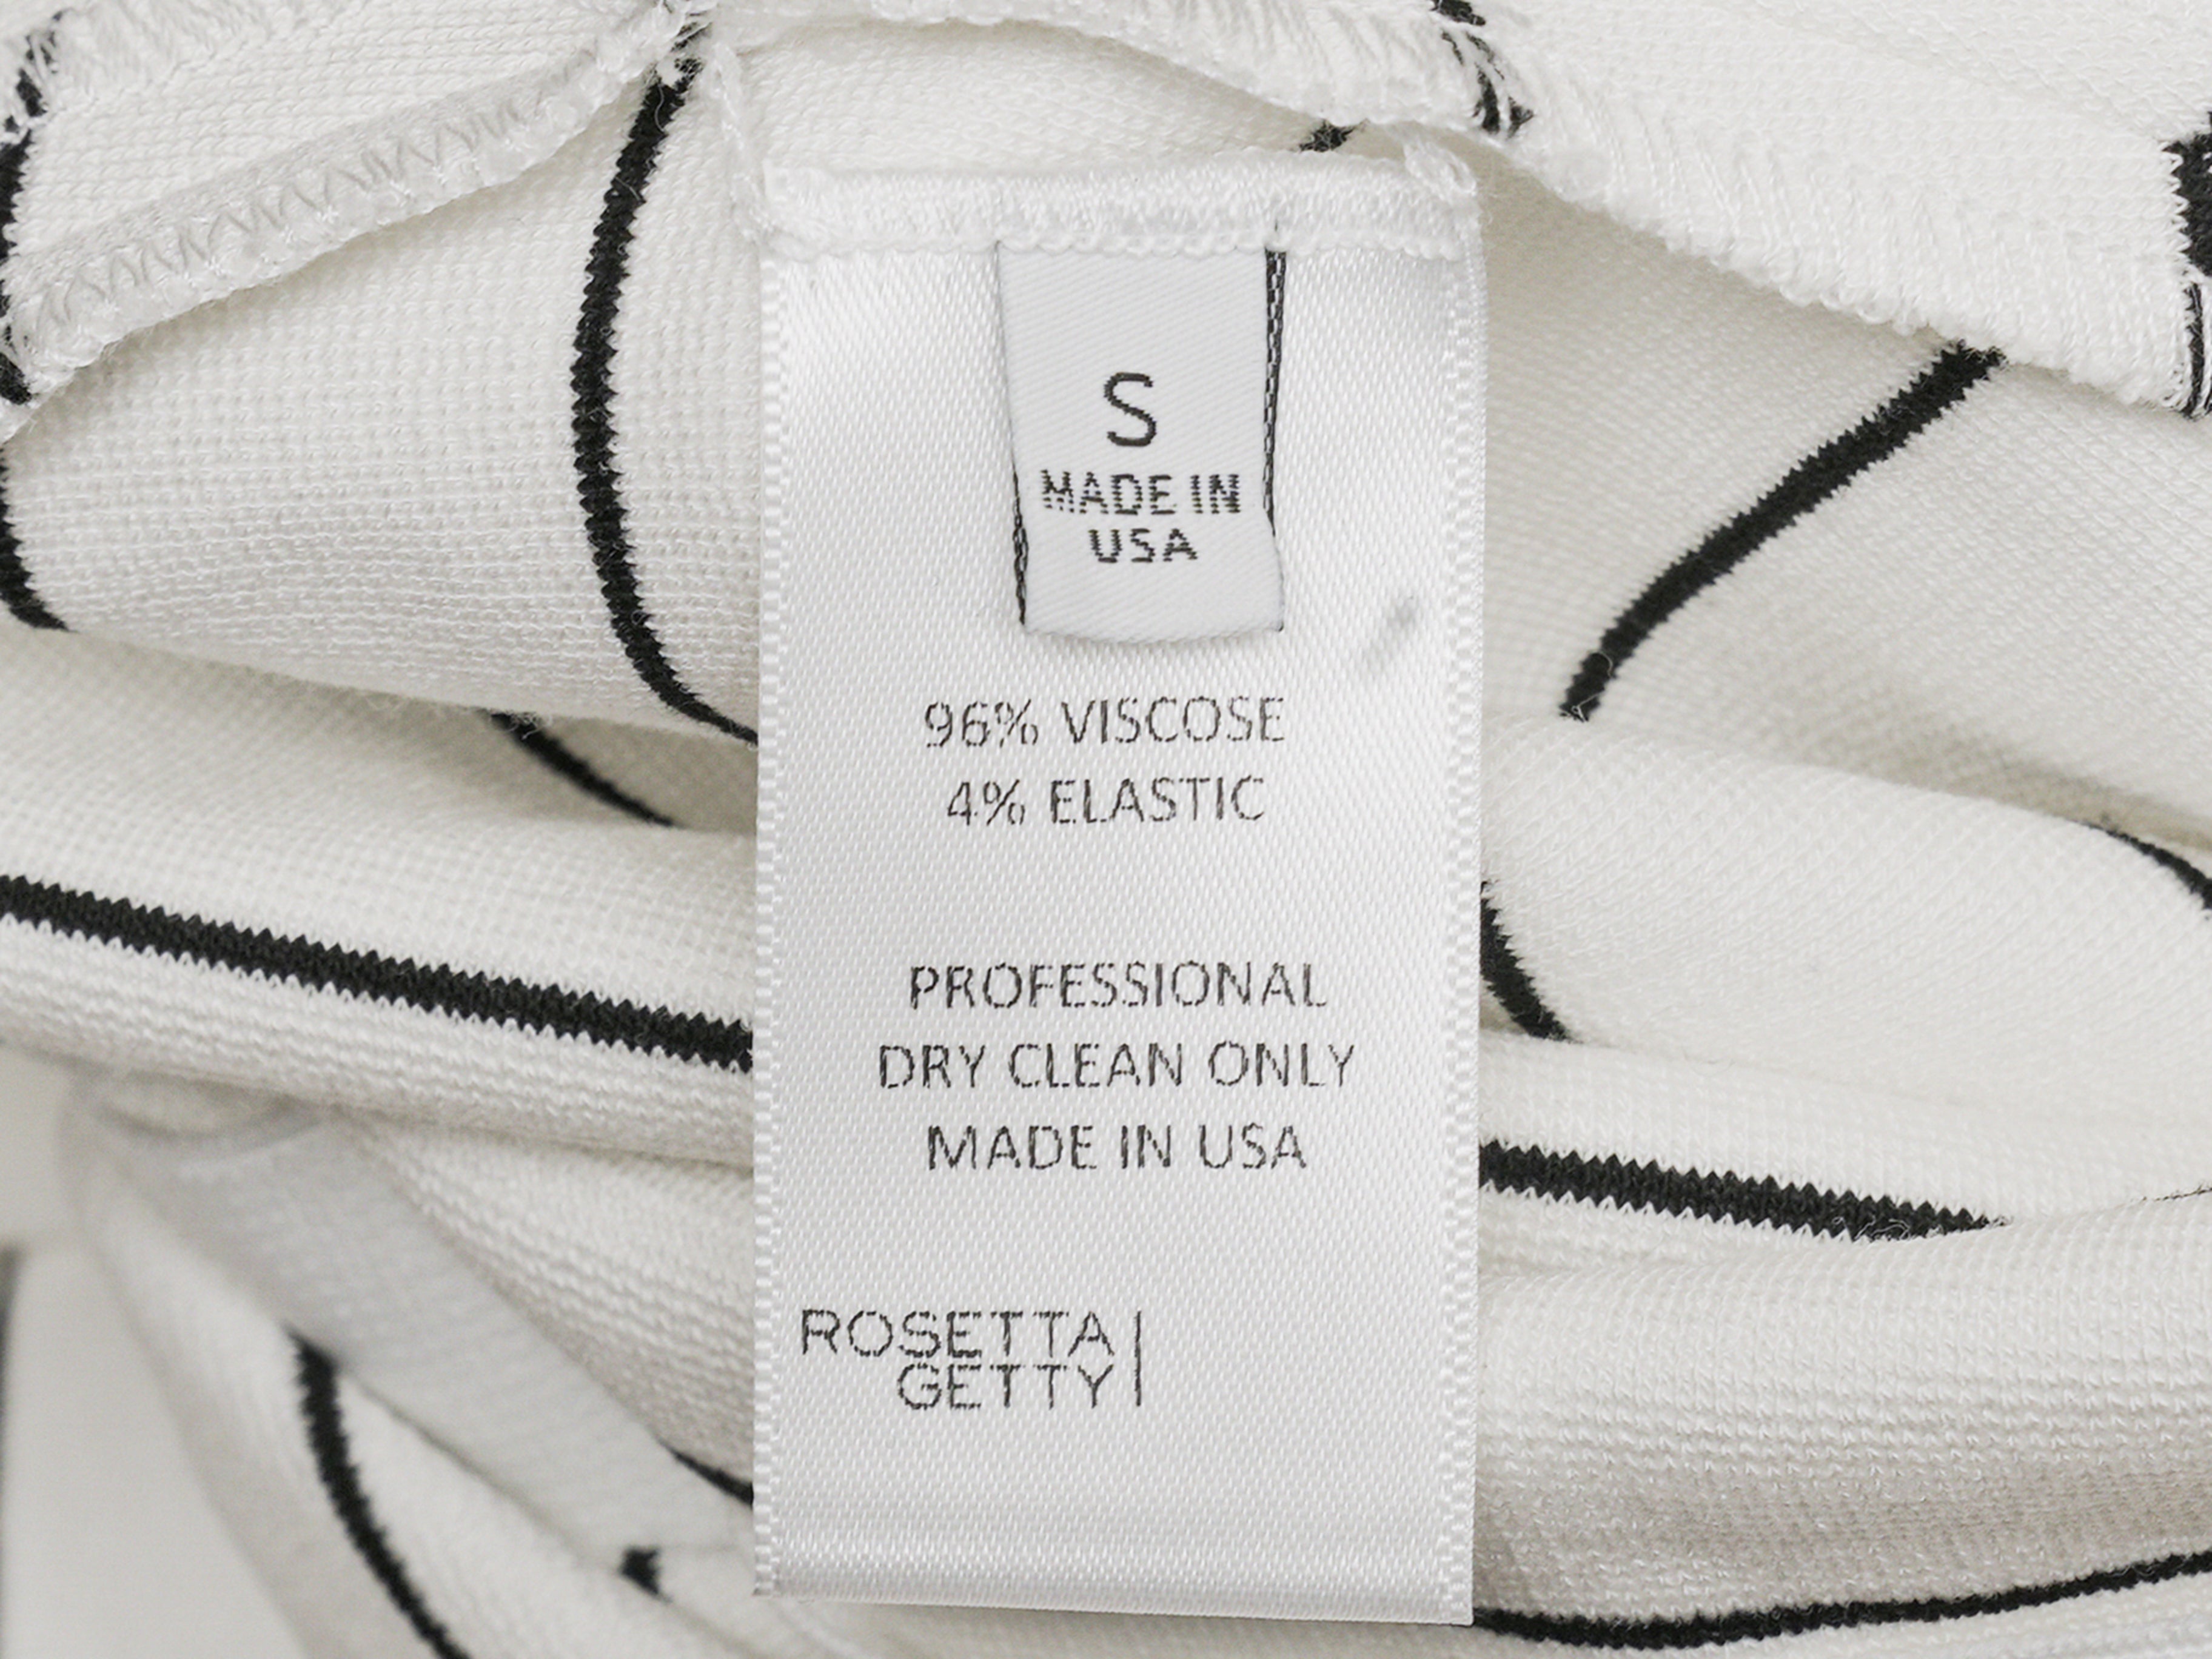 S
MADE IN
USA
96% VISCOSE
4% ELASTIC
PROFESSIONAL
DRY CLEAN ONLY
MADE IN USA
ROSETTA
GETTY